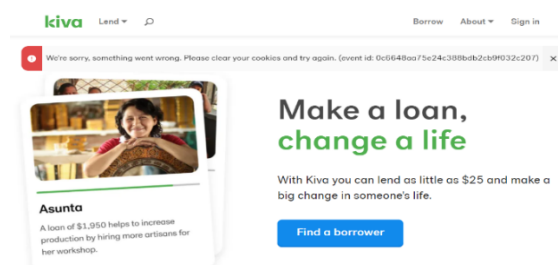 kiva Lend Borrow About Sign in
We're sorry, something went wrong. Please clear your cookies and try again. (event id: 0c6648aa75e24c388bdb2cb9f032c207)
Make a loan,
change a life
With Kiva you can lend as little as $25 and make a
big change in someone's life.
Find a borrower
Asunta
A loan of $1,950 helps to increase
production by hiring more artisans for
her workshop.